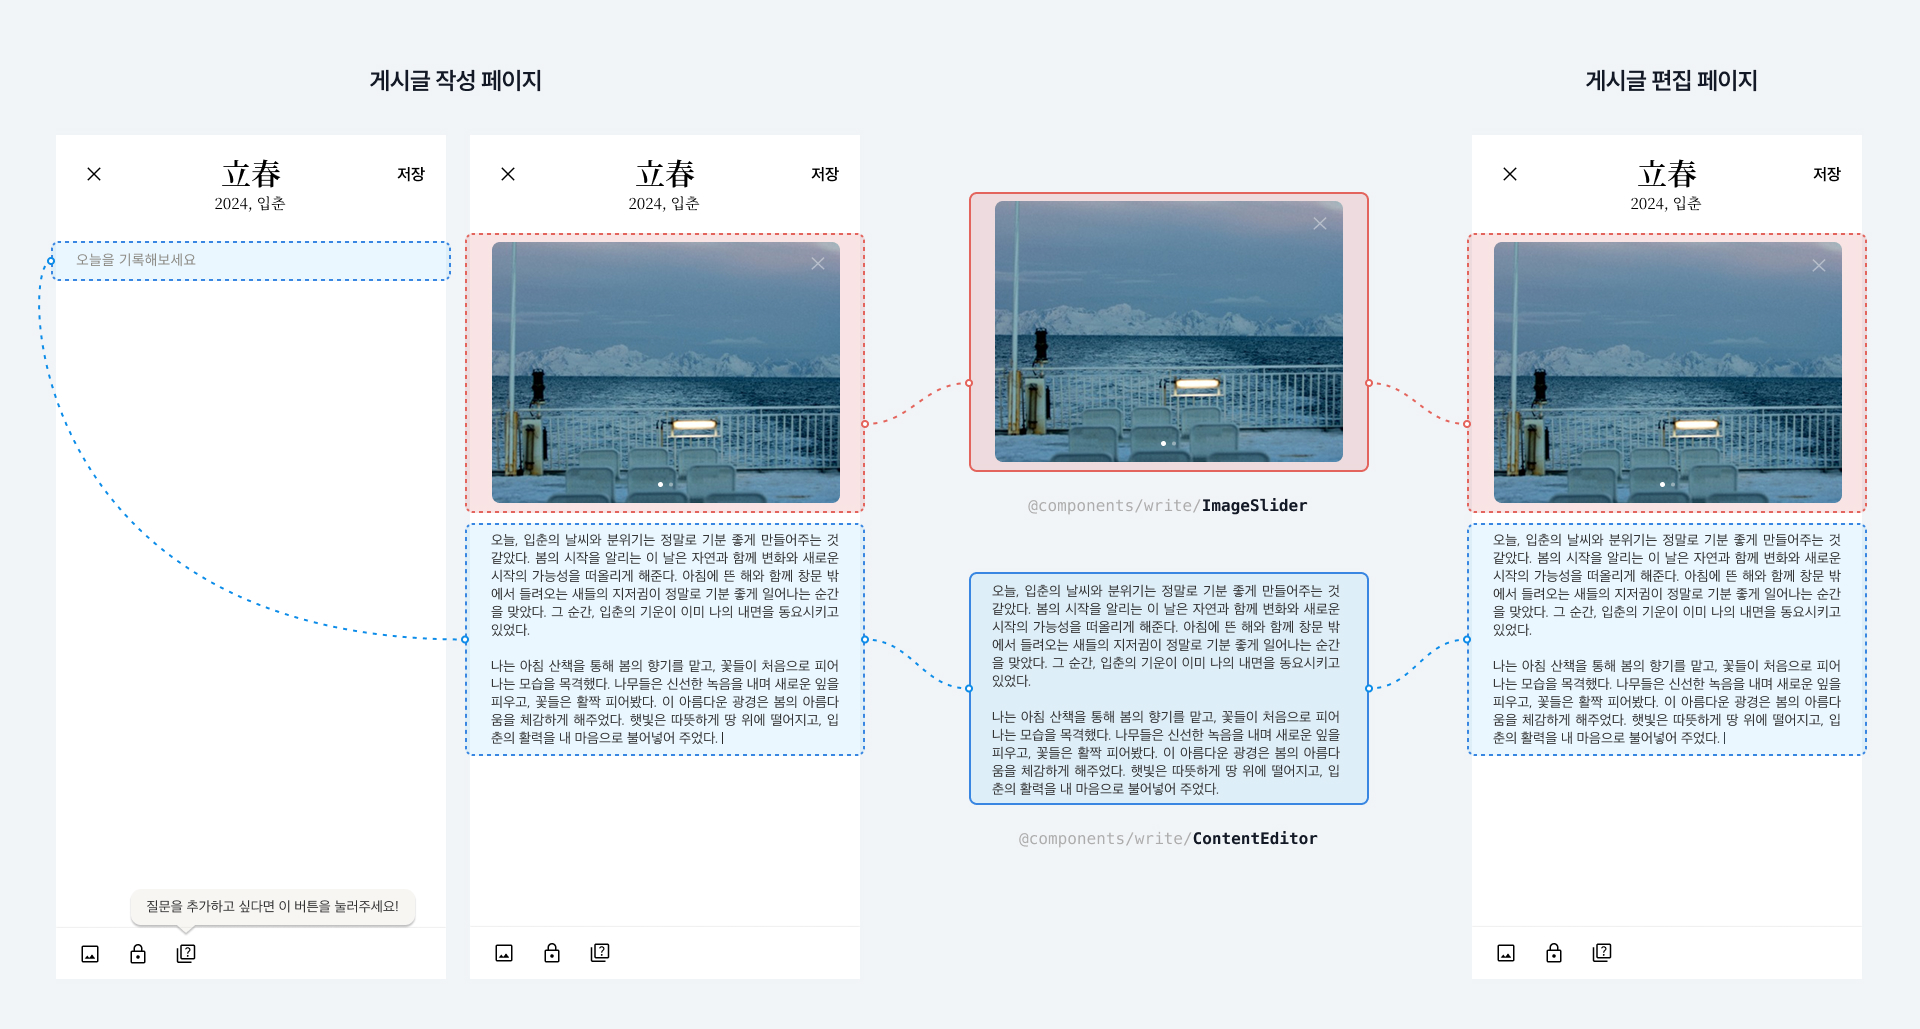 게시글 작성 페이지
게시글 편집 페이지
立春
2024, 입춘
저장
오늘을 기록해보세요
질문을 추가하고 싶다면 이 버튼을 눌러주세요!
立春
2024, 입춘
저장
오늘, 입춘의 날씨와 분위기는 정말로 기분 좋게 만들어주는 것
같았다. 봄의 시작을 알리는 이 날은 자연과 함께 변화와 새로운
시작의 가능성을 떠올리게 해준다. 아침에 뜬 해와 함께 창문 밖
에서 들려오는 새들의 지저귐이 정말로 기분 좋게 일어나는 순간
을 맞았다. 그 순간, 입춘의 기운이 이미 나의 내면을 동요시키고
있었다.
나는 아침 산책을 통해 봄의 향기를 맡고, 꽃들이 처음으로 피어
나는 모습을 목격했다. 나무들은 신선한 녹음을 내며 새로운 잎을
피우고, 꽃들은 활짝 피어봤다. 이 아름다운 광경은 봄의 아름다
움을 체감하게 해주었다. 햇빛은 따뜻하게 땅 위에 떨어지고, 입
춘의 활력을 내 마음으로 불어넣어 주었다.
@components/write/ImageSlider
오늘, 입춘의 날씨와 분위기는 정말로 기분 좋게 만들어주는 것
같았다. 봄의 시작을 알리는 이 날은 자연과 함께 변화와 새로운
시작의 가능성을 떠올리게 해준다. 아침에 뜬 해와 함께 창문 밖
에서 들려오는 새들의 지저귐이 정말로 기분 좋게 일어나는 순간
을 맞았다. 그 순간, 입춘의 기운이 이미 나의 내면을 동요시키고
있었다.
나는 아침 산책을 통해 봄의 향기를 맡고, 꽃들이 처음으로 피어
나는 모습을 목격했다. 나무들은 신선한 녹음을 내며 새로운 잎을
피우고, 꽃들은 활짝 피어봤다. 이 아름다운 광경은 봄의 아름다
움을 체감하게 해주었다. 햇빛은 따뜻하게 땅 위에 떨어지고, 입
춘의 활력을 내 마음으로 불어넣어 주었다.
@components/write/ContentEditor
立春
2024, 입춘
저장
오늘, 입춘의 날씨와 분위기는 정말로 기분 좋게 만들어주는 것
같았다. 봄의 시작을 알리는 이 날은 자연과 함께 변화와 새로운
시작의 가능성을 떠올리게 해준다. 아침에 뜬 해와 함께 창문 밖
에서 들려오는 새들의 지저귐이 정말로 기분 좋게 일어나는 순간
을 맞았다. 그 순간, 입춘의 기운이 이미 나의 내면을 동요시키고
있었다.
나는 아침 산책을 통해 봄의 향기를 맡고, 꽃들이 처음으로 피어
나는 모습을 목격했다. 나무들은 신선한 녹음을 내며 새로운 잎을
피우고, 꽃들은 활짝 피어봤다. 이 아름다운 광경은 봄의 아름다
움을 체감하게 해주었다. 햇빛은 따뜻하게 땅 위에 떨어지고, 입
춘의 활력을 내 마음으로 불어넣어 주었다.